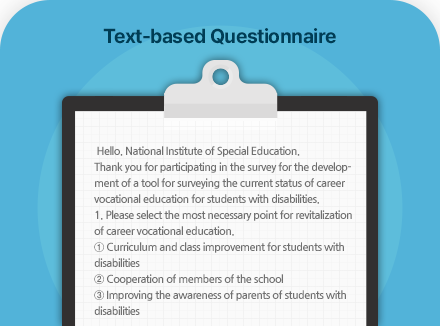 Text-based Questionnaire
Hello, National Institute of Special Education,
Thank you for participating in the survey for the develop-
ment of a tool for surveying the current status of career
vocational education for students with disabilities,
1, Please select the most necessary point for revitalization
of career vocational education,
① Curriculum and class improvement for students with
disabilities
② Cooperation of members of the school
③ Improving the awareness of parents of students with
disabilities